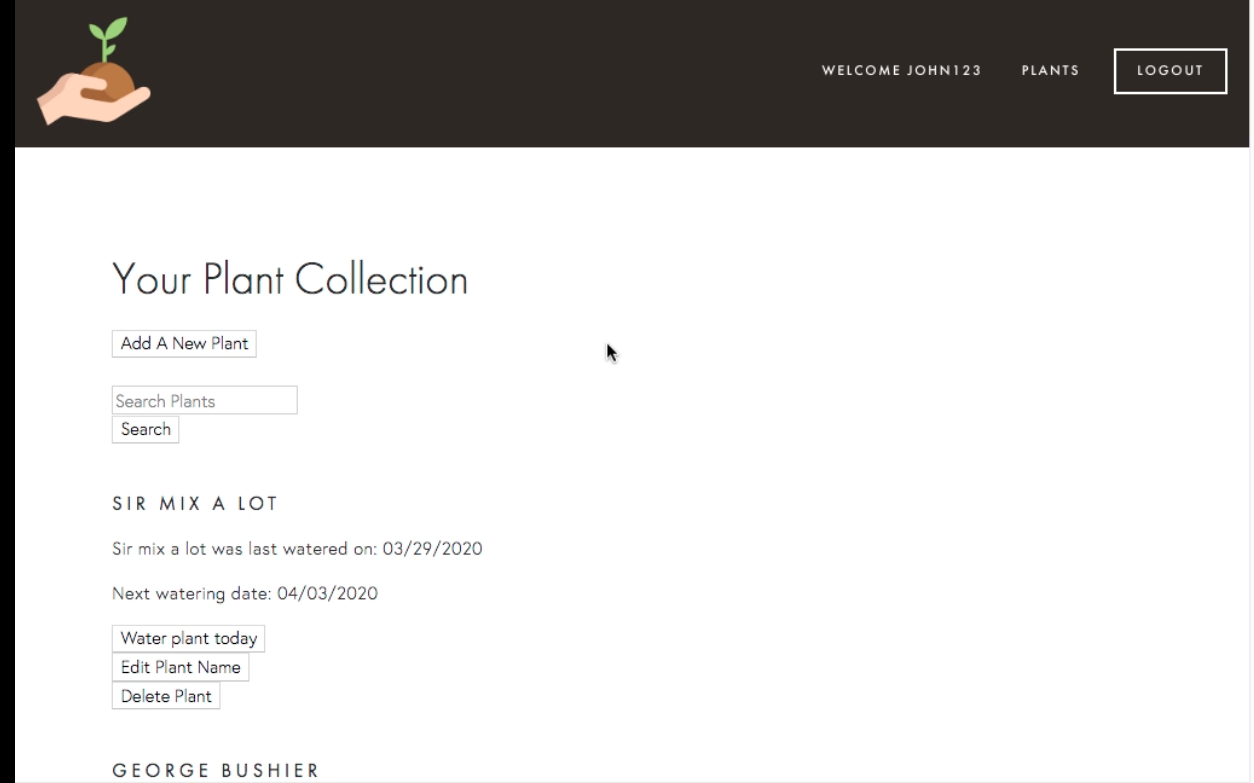 WELCOME JOHN123 PLANTS LOGOUT
Your Plant Collection
Add A New Plant
Search Plants
Search
SIR MIX A LOT
Sir mix a lot was last watered on: 03/29/2020
Next watering date: 04/03/2020
Water plant today
Edit Plant Name
Delete Plant
GEORGE BUSHIER